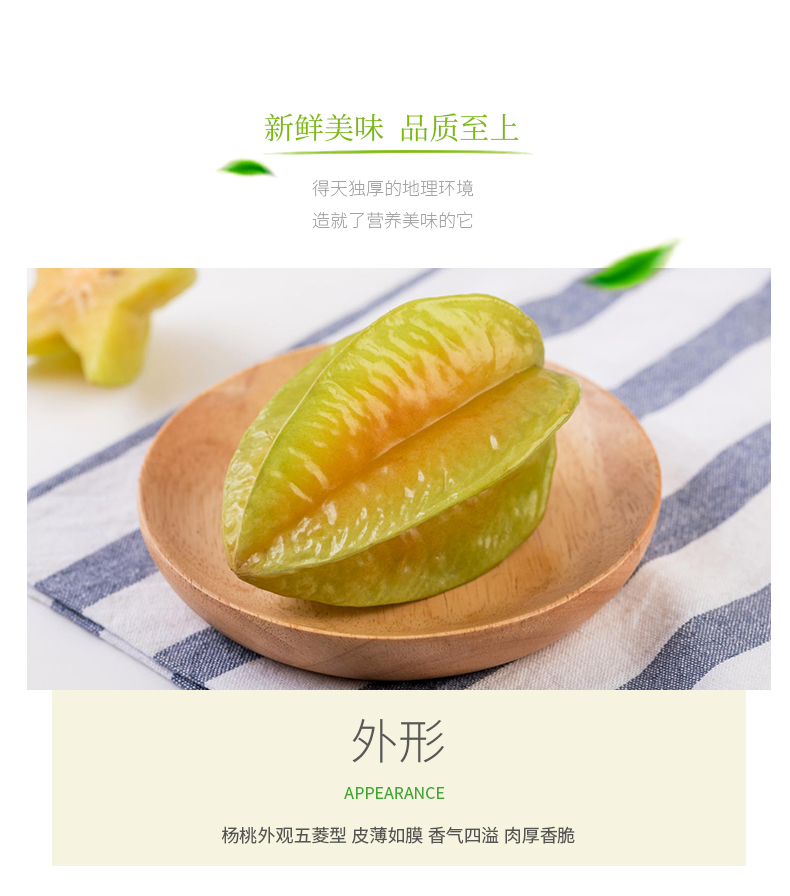 新鲜美味 品质至上
得天独厚的地理环境
造就了营养美味的它
外形
APPEARANCE
杨桃外观五菱型 皮薄如膜 香气四溢 肉厚香脆